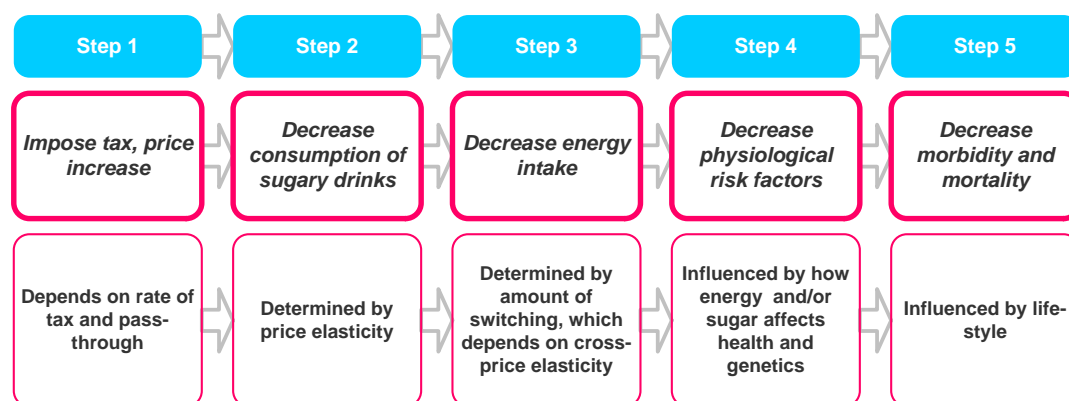 Step 1
Step 2
Step 3
Step 4
Step 5
Impose tax, price
increase
Decrease
consumption of
sugary drinks
Decrease energy
intake
Decrease
physiological
risk factors
Decrease
morbidity and
mortality
Depends on rate of
tax and pass-
through
Determined by
price elasticity
Determined by
amount of
switching, which
depends on cross-
price elasticity
Influenced by how
energy and/or
sugar affects
health and
genetics
Influenced by life-
style